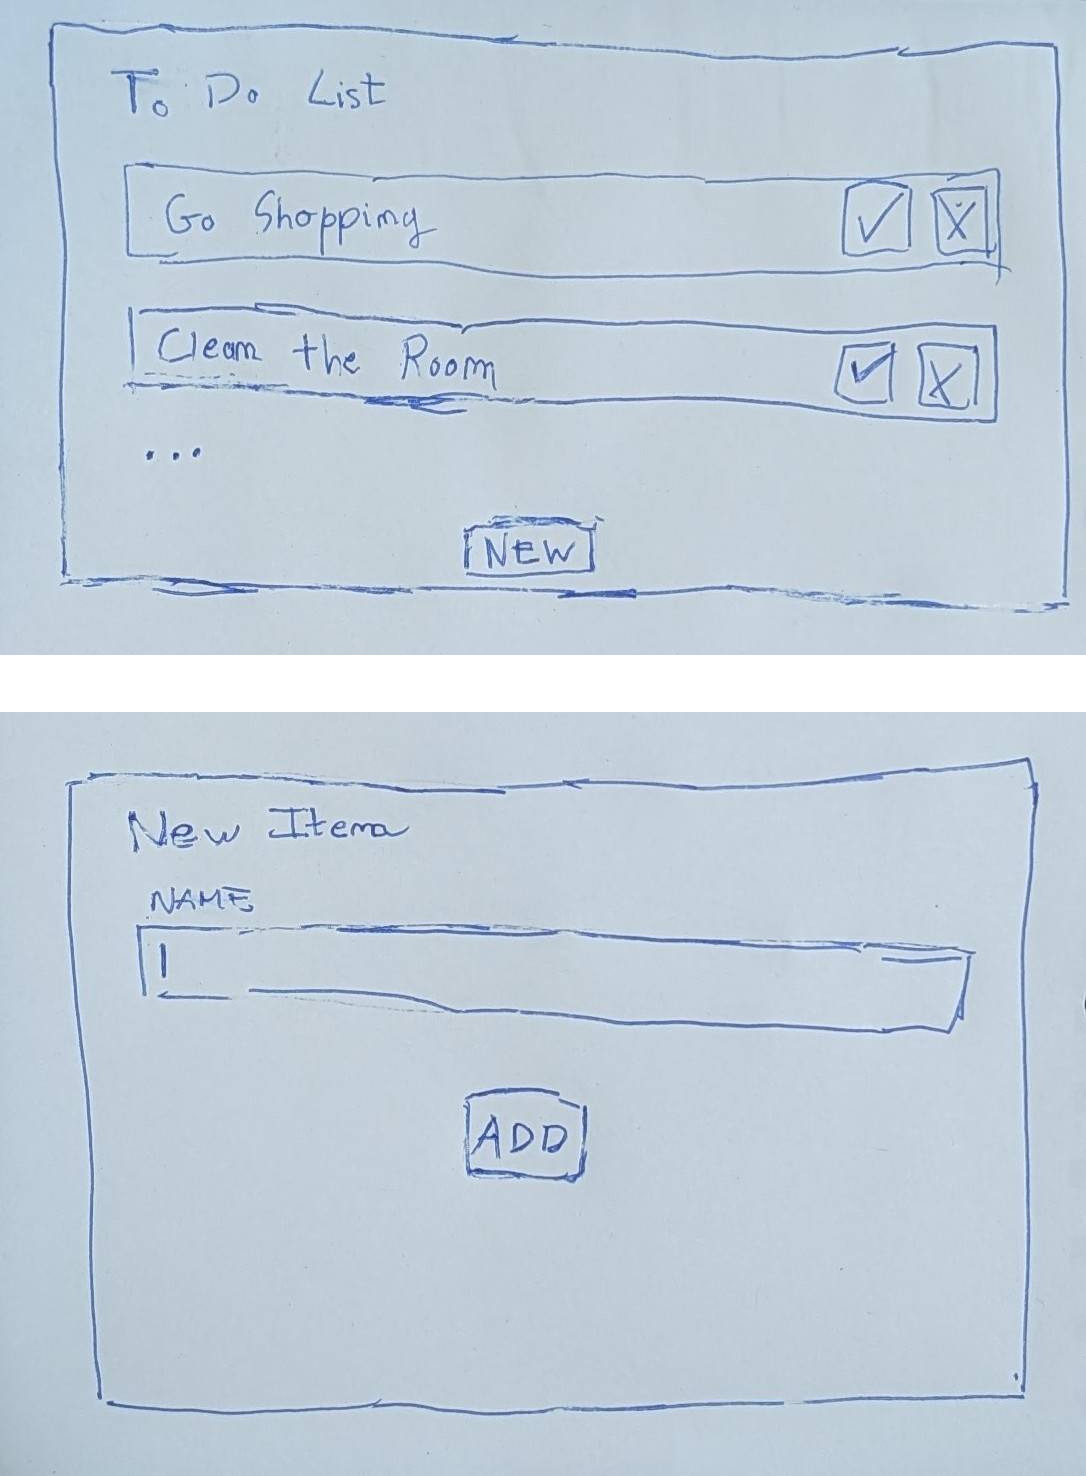 To Do List
Go Shopping ✓ X
Clean the Room ✓ X
...
NEW
New Item
NAME
ADD